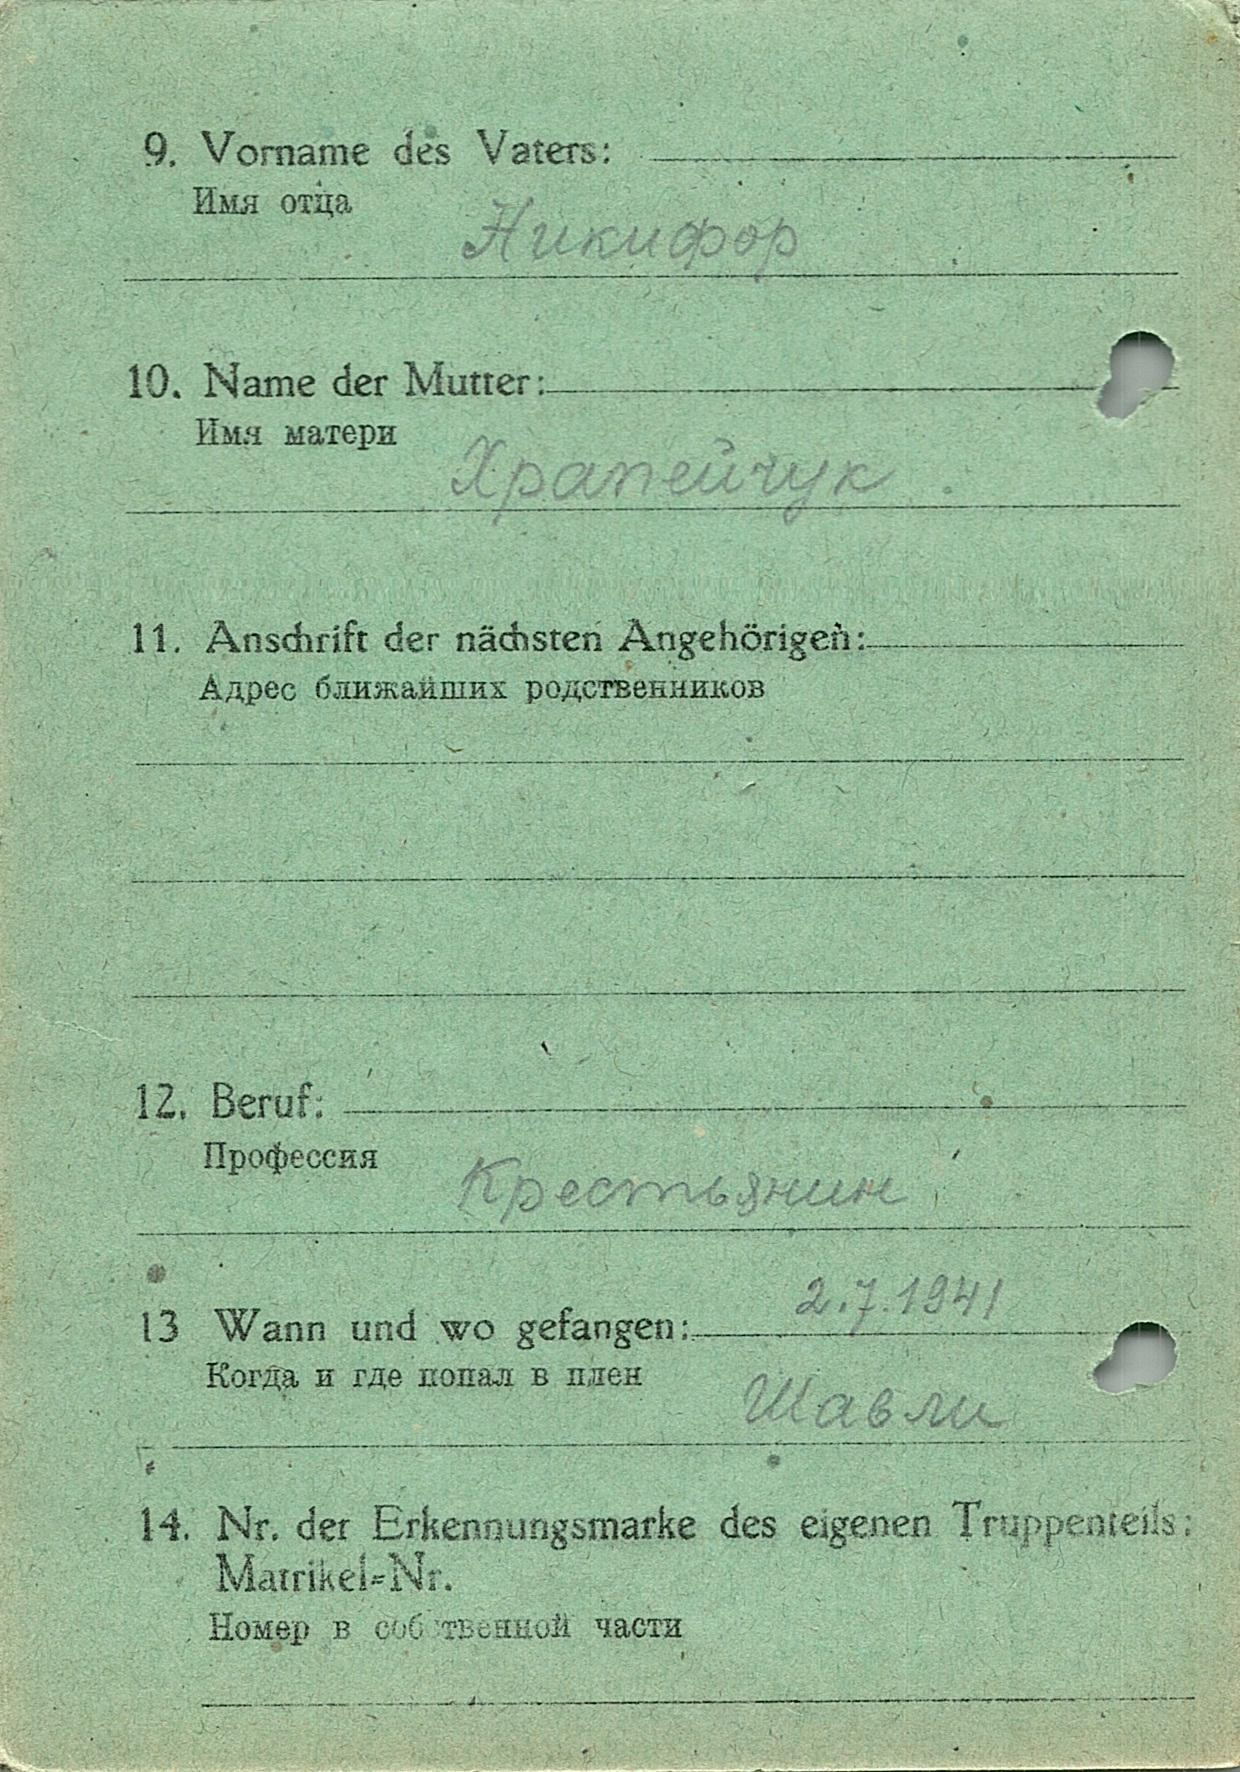 9. Vorname des Vaters:
Имя отца
Никифор
10. Name der Mutter:
Имя матери
Храпейчук
11. Anschrift der nächsten Angehörigen:
Адрес ближайших родственников
12. Beruf:
Профессия
Крестьянин
2.7.1941
13 Wann und wo gefangen:
Когда и где попал в плен
Шавли
14. Nr. der Erkennungsmarke des eigenen Truppenteils:
Matrikel=Nr.
Номер в собственной части